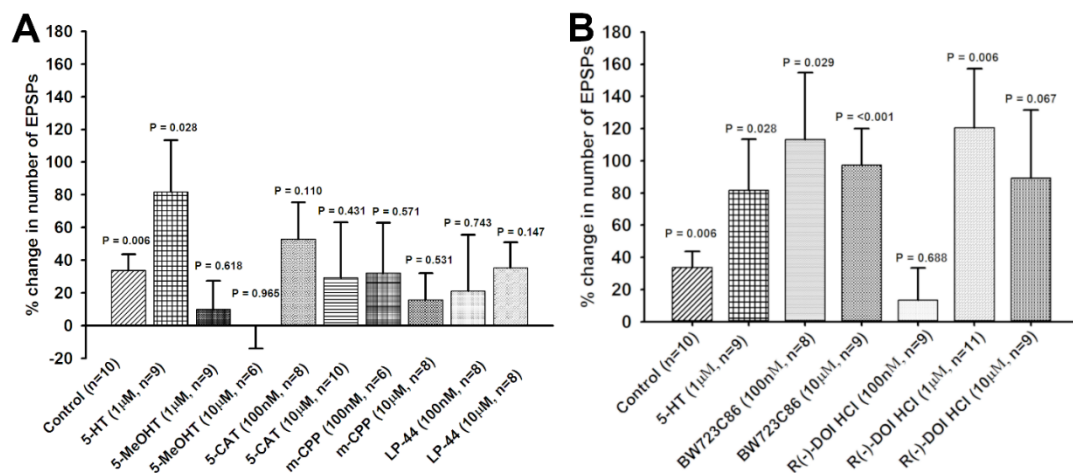 A
% change in number of EPSPs
180
160
140
120
100
80
60
40
20
0
-20
P = 0.006
P = 0.028
P = 0.618
P = 0.965
P = 0.110
P = 0.431
P = 0.571
P = 0.531
P = 0.743
P = 0.147
Control (n=10)
5-HT (1μM, n=9)
5-MeOHT (1μM, n=9)
5-MeOHT (10μM, n=6)
5-CAT (100nM, n=8)
5-CAT (10μM, n=10)
m-CPP (100nM, n=6)
m-CPP (10μM, n=8)
LP-44 (100nM, n=8)
LP-44 (10μM, n=8)
B
% change in number of EPSPs
180
160
140
120
100
80
60
40
20
0
P = 0.006
P = 0.028
P = 0.029
P = <0.001
P = 0.688
P = 0.006
P = 0.067
Control (n=10)
5-HT (1μM, n=9)
BW723C86 (100nM, n=8)
BW723C86 (10μM, n=9)
R(-)-DOI HCl (100nM, n=9)
R(-)-DOI HCl (1μM, n=11)
R(-)-DOI HCl (10μM, n=9)